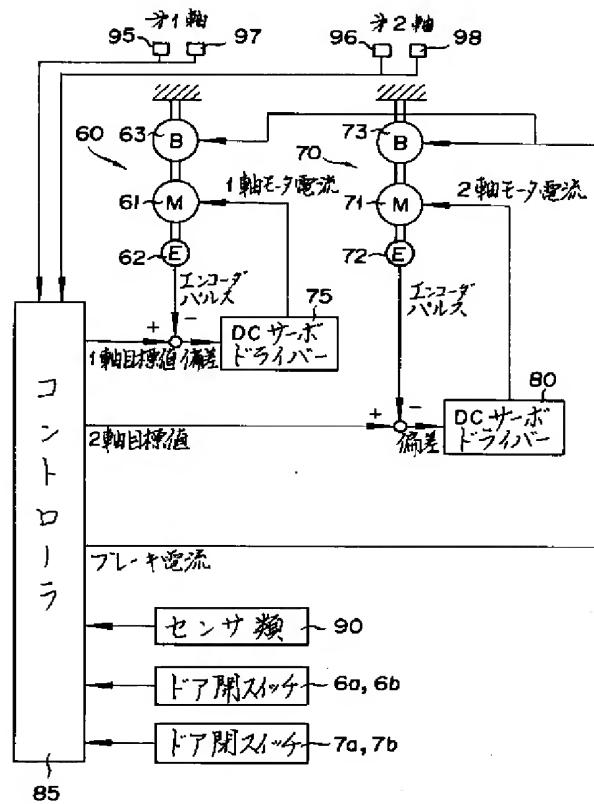 第1軸
95
97
第2軸
96
98
60
63
B
61
M
62
E
1軸モータ電流
エンコーダ
パルス
75
DCサーボ
ドライバー
+
−
1軸目標値
偏差
70
73
B
71
M
72
E
2軸モータ電流
エンコーダ
パルス
80
DCサーボ
ドライバー
+
−
2軸目標値
偏差
コントローラ
ブレーキ電流
センサ類
90
ドア開スイッチ
6a, 6b
ドア閉スイッチ
7a, 7b
85